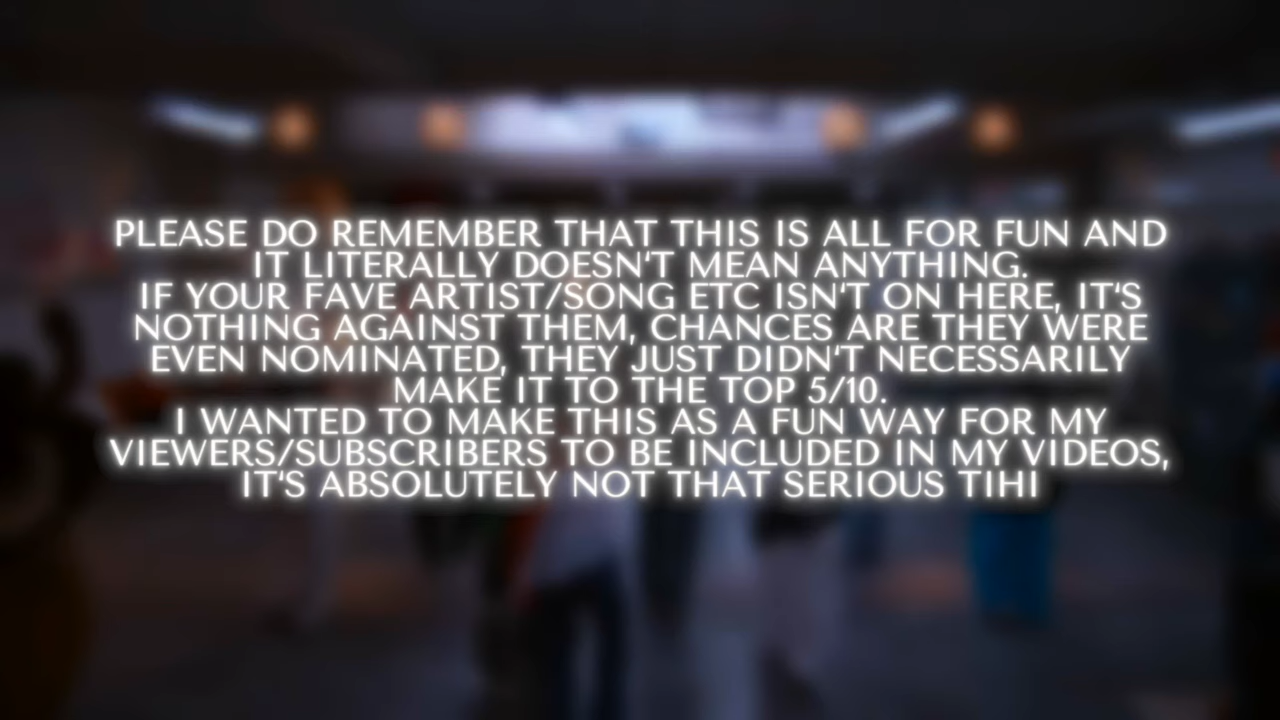 PLEASE DO REMEMBER THAT THIS IS ALL FOR FUN AND
IT LITERALLY DOESN'T MEAN ANYTHING.
IF YOUR FAVE ARTIST/SONG ETC ISN'T ON HERE, IT'S
NOTHING AGAINST THEM, CHANCES ARE THEY WERE
EVEN NOMINATED, THEY JUST DIDN'T NECESSARILY
MAKE IT TO THE TOP 5/10.
I WANTED TO MAKE THIS AS A FUN WAY FOR MY
VIEWERS/SUBSCRIBERS TO BE INCLUDED IN MY VIDEOS,
IT'S ABSOLUTELY NOT THAT SERIOUS TIHI